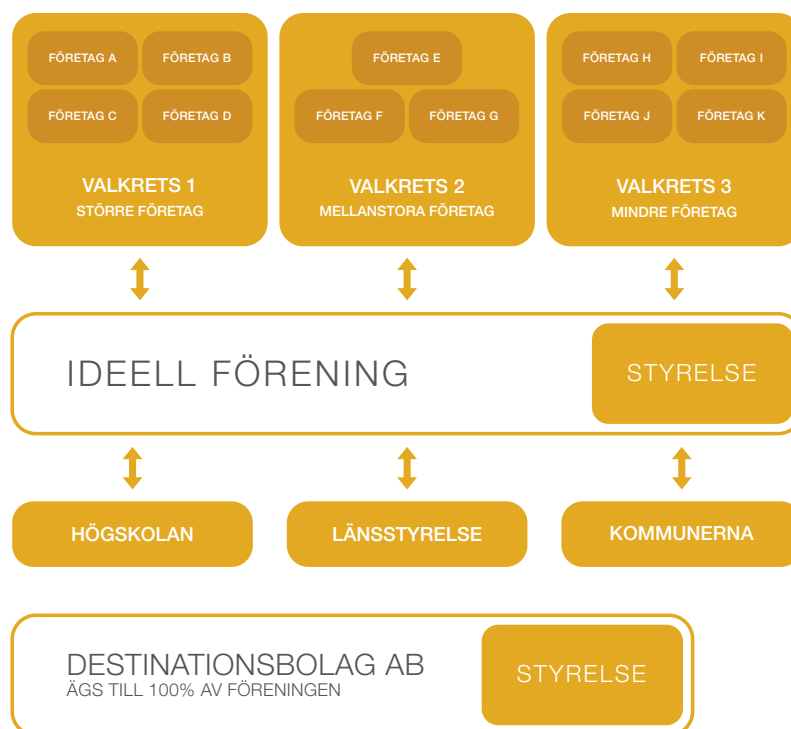 FÖRETAG A
FÖRETAG B
FÖRETAG C
FÖRETAG D
VALKRETS 1
STÖRRE FÖRETAG
FÖRETAG E
FÖRETAG F
FÖRETAG G
VALKRETS 2
MELLANSTORA FÖRETAG
FÖRETAG H
FÖRETAG I
FÖRETAG J
FÖRETAG K
VALKRETS 3
MINDRE FÖRETAG
IDEELL FÖRENING
STYRELSE
HÖGSKOLAN
LÄNSSTYRELSE
KOMMUNERNA
DESTINATIONSBOLAG AB
ÄGS TILL 100% AV FÖRENINGEN
STYRELSE